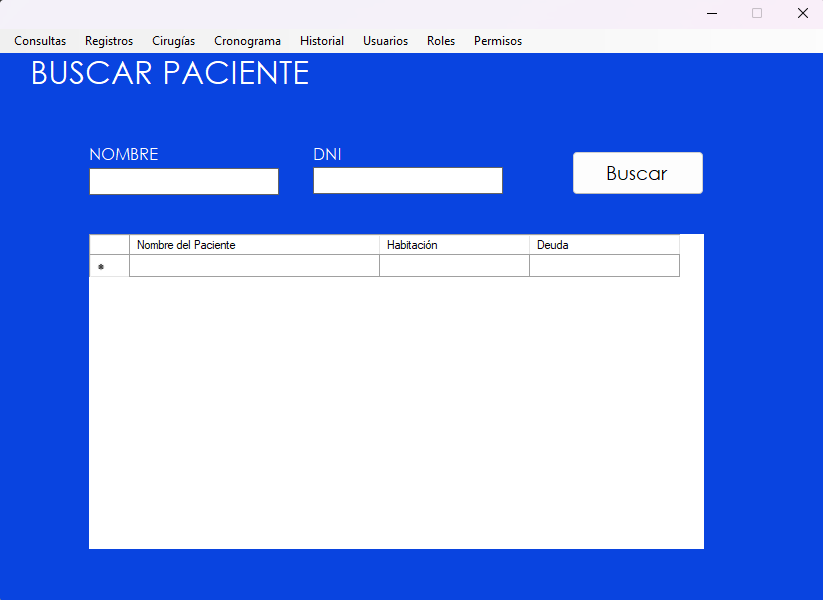 Consultas Registros Cirugías Cronograma Historial Usuarios Roles Permisos
BUSCAR PACIENTE
NOMBRE DNI
Buscar
Nombre del Paciente Habitación Deuda